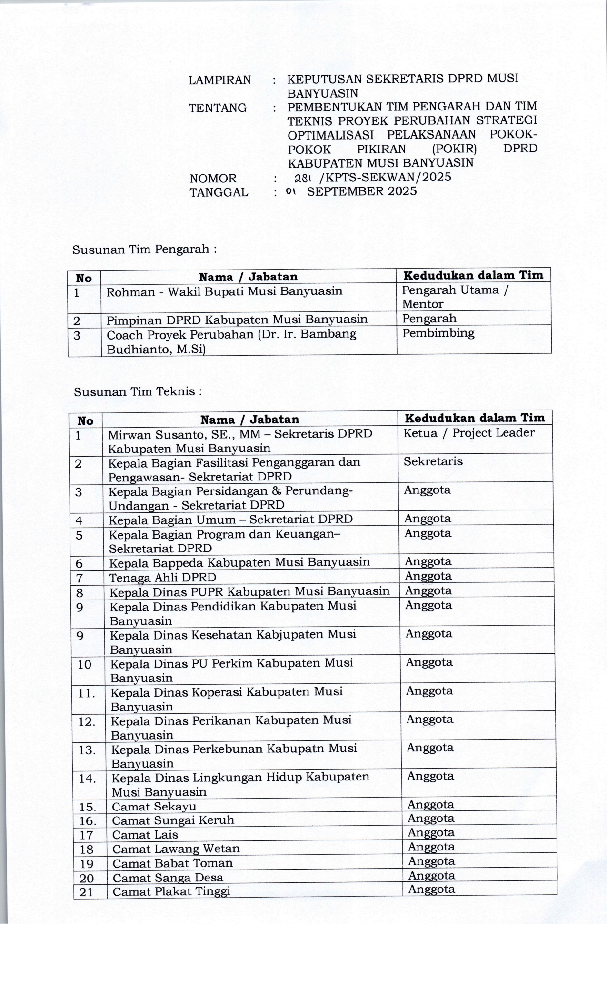 LAMPIRAN : KEPUTUSAN SEKRETARIS DPRD MUSI
BANYUASIN
TENTANG : PEMBENTUKAN TIM PENGARAH DAN TIM
TEKNIS PROYEK PERUBAHAN STRATEGI
OPTIMALISASI PELAKSANAAN POKOK-
POKOK PIKIRAN (POKIR) DPRD
KABUPATEN MUSI BANYUASIN
NOMOR : 281 /KPTS-SEKWAN/2025
TANGGAL : 01 SEPTEMBER 2025
Susunan Tim Pengarah :
No Nama / Jabatan Kedudukan dalam Tim
1 Rohman - Wakil Bupati Musi Banyuasin Pengarah Utama /
Mentor
2 Pimpinan DPRD Kabupaten Musi Banyuasin Pengarah
3 Coach Proyek Perubahan (Dr. Ir. Bambang Pembimbing
Budhianto, M.Si)
Susunan Tim Teknis :
No Nama / Jabatan Kedudukan dalam Tim
1 Mirwan Susanto, SE., MM – Sekretaris DPRD Ketua / Project Leader
Kabupaten Musi Banyuasin
2 Kepala Bagian Fasilitasi Penganggaran dan Sekretaris
Pengawasan- Sekretariat DPRD
3 Kepala Bagian Persidangan & Perundang- Anggota
Undangan - Sekretariat DPRD
4 Kepala Bagian Umum – Sekretariat DPRD Anggota
5 Kepala Bagian Program dan Keuangan– Anggota
Sekretariat DPRD
6 Kepala Bappeda Kabupaten Musi Banyuasin Anggota
7 Tenaga Ahli DPRD Anggota
8 Kepala Dinas PUPR Kabupaten Musi Banyuasin Anggota
9 Kepala Dinas Pendidikan Kabupaten Musi Anggota
Banyuasin
9 Kepala Dinas Kesehatan Kabjupaten Musi Anggota
Banyuasin
10 Kepala Dinas PU Perkim Kabupaten Musi Anggota
Banyuasin
11. Kepala Dinas Koperasi Kabupaten Musi Anggota
Banyuasin
12. Kepala Dinas Perikanan Kabupaten Musi Anggota
Banyuasin
13. Kepala Dinas Perkebunan Kabupatn Musi Anggota
Banyuasin
14. Kepala Dinas Lingkungan Hidup Kabupaten Anggota
Musi Banyuasin
15. Camat Sekayu Anggota
16. Camat Sungai Keruh Anggota
17 Camat Lais Anggota
18 Camat Lawang Wetan Anggota
19 Camat Babat Toman Anggota
20 Camat Sanga Desa Anggota
21 Camat Plakat Tinggi Anggota